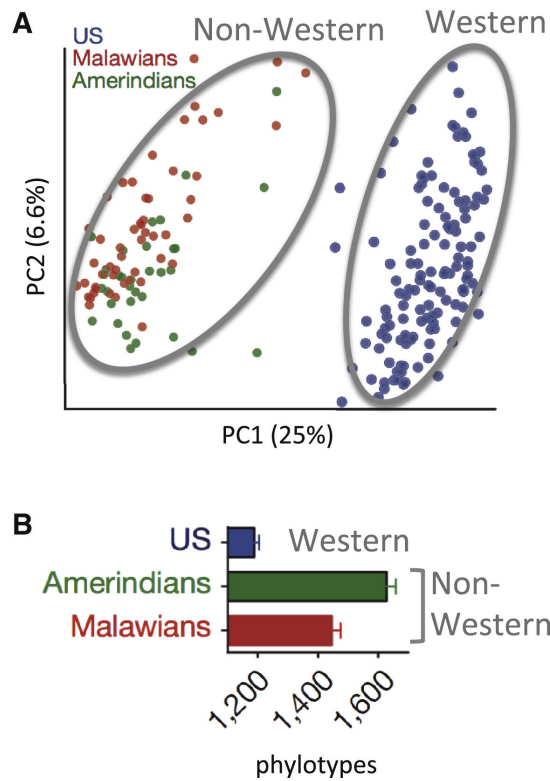 A
Non-Western
Western
US
Malawians
Amerindians
PC2 (6.6%)
PC1 (25%)
B
US
Western
Amerindians
Malawians
Non-
Western
1,200
1,400
1,600
phylotypes